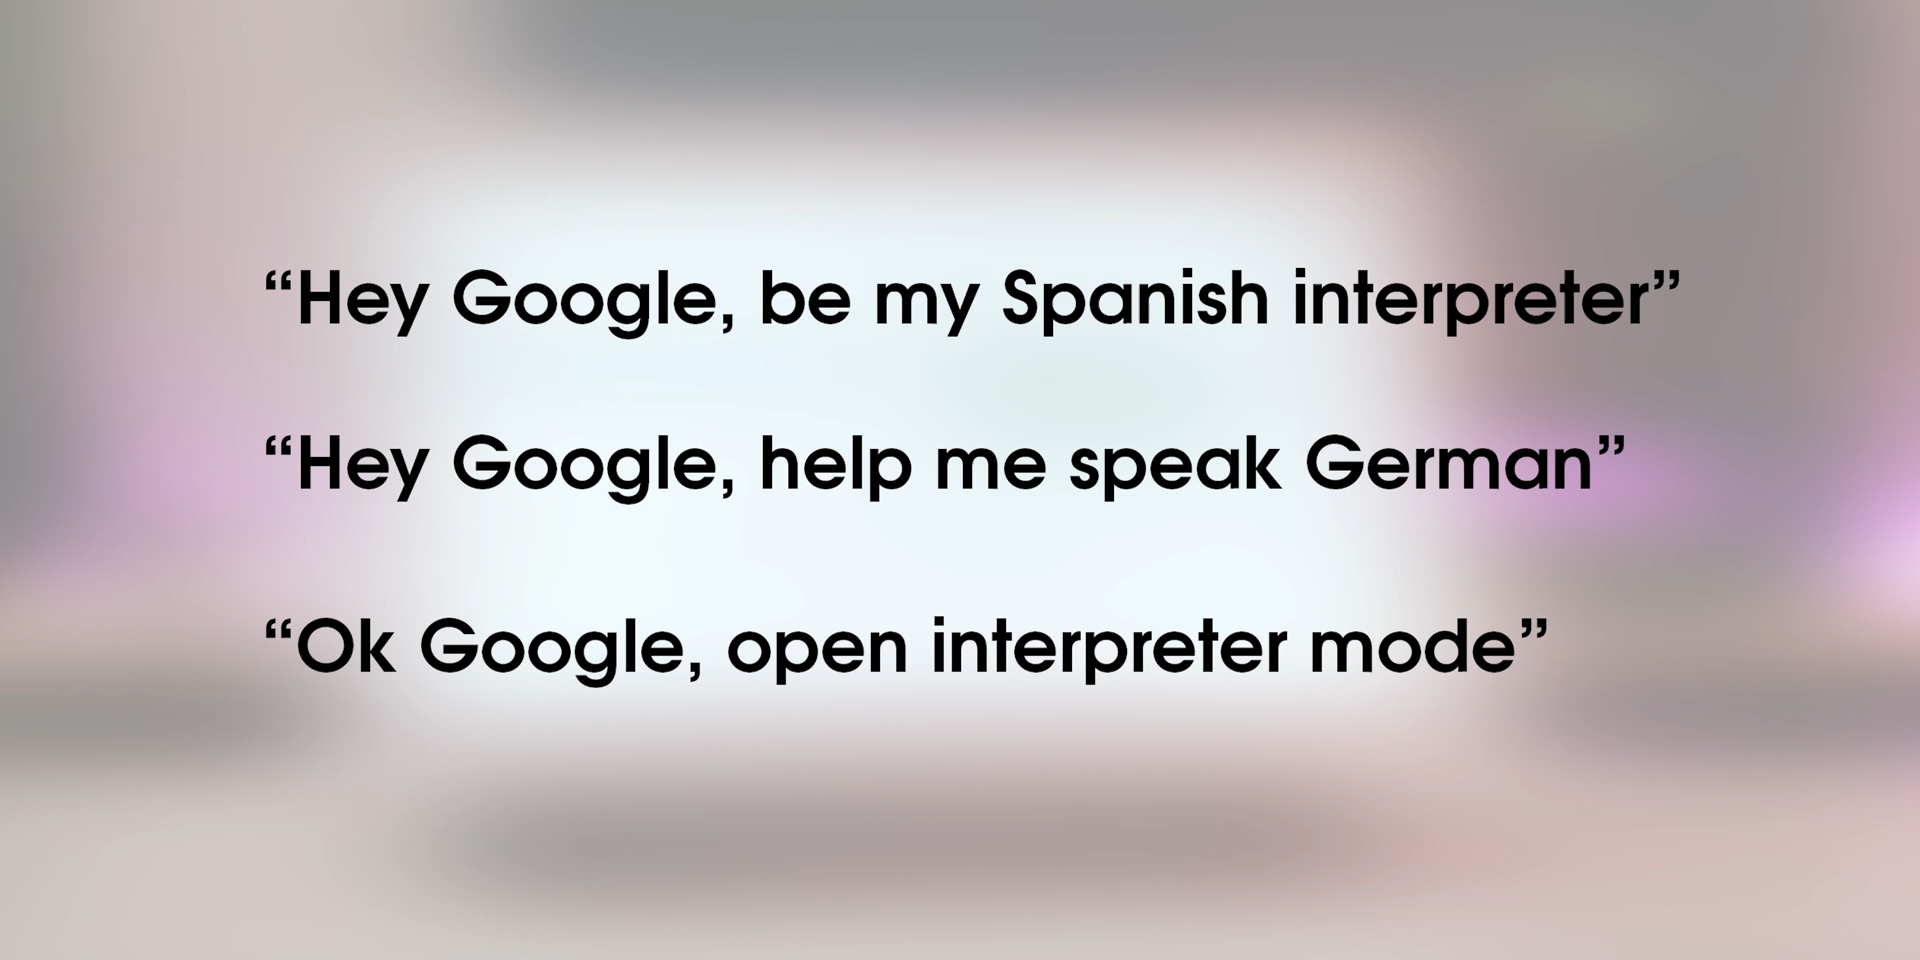 “Hey Google, be my Spanish interpreter”
“Hey Google, help me speak German”
“Ok Google, open interpreter mode”